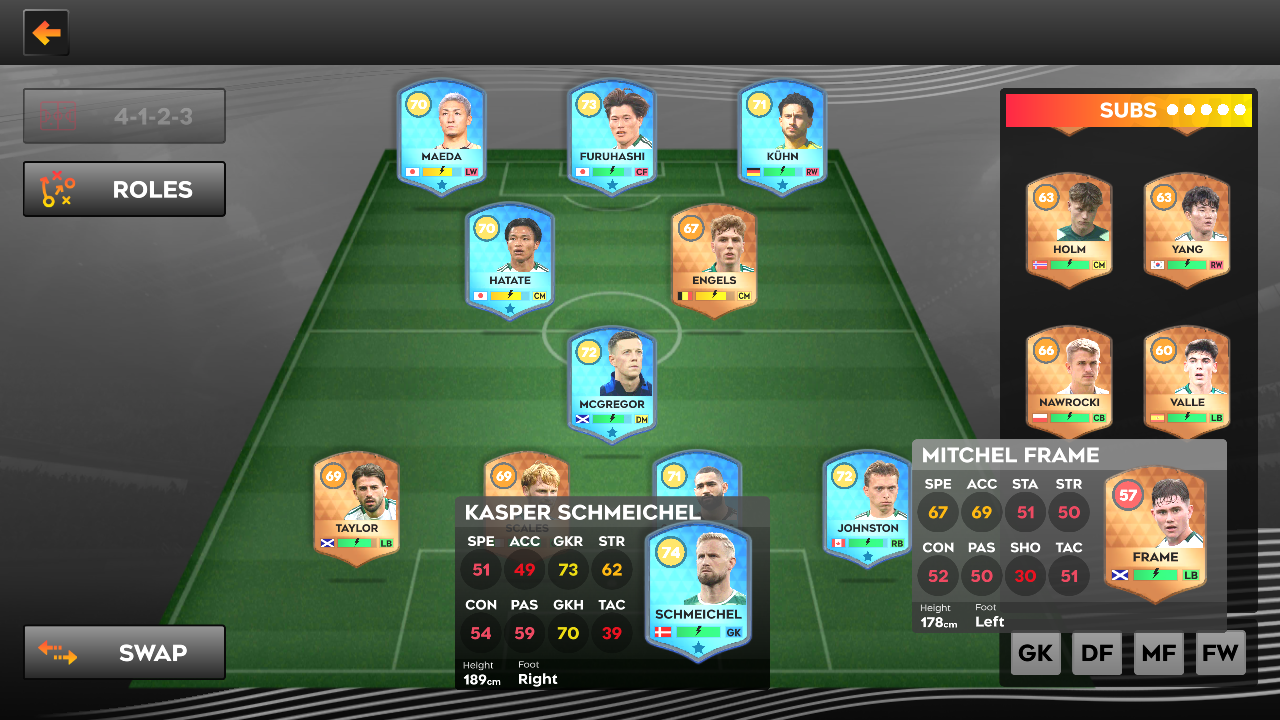 4-1-2-3
ROLES
SUBS
70
MAEDA
LW
73
FURUHASHI
CF
71
KÜHN
RW
70
HATATE
CM
67
ENGELS
CM
72
MCGREGOR
DM
69
TAYLOR
LB
69
SCALES
71
72
JOHNSTON
RB
63
HOLM
CM
63
YANG
RW
66
NAWROCKI
CB
60
VALLE
LB
KASPER SCHMEICHEL
SPE ACC GKR STR
51 49 73 62
CON PAS GKH TAC
54 59 70 39
Height Foot
189cm Right
74
SCHMEICHEL
GK
MITCHEL FRAME
SPE ACC STA STR
67 69 51 50
CON PAS SHO TAC
52 50 30 51
Height Foot
178cm Left
57
FRAME
LB
SWAP
GK DF MF FW